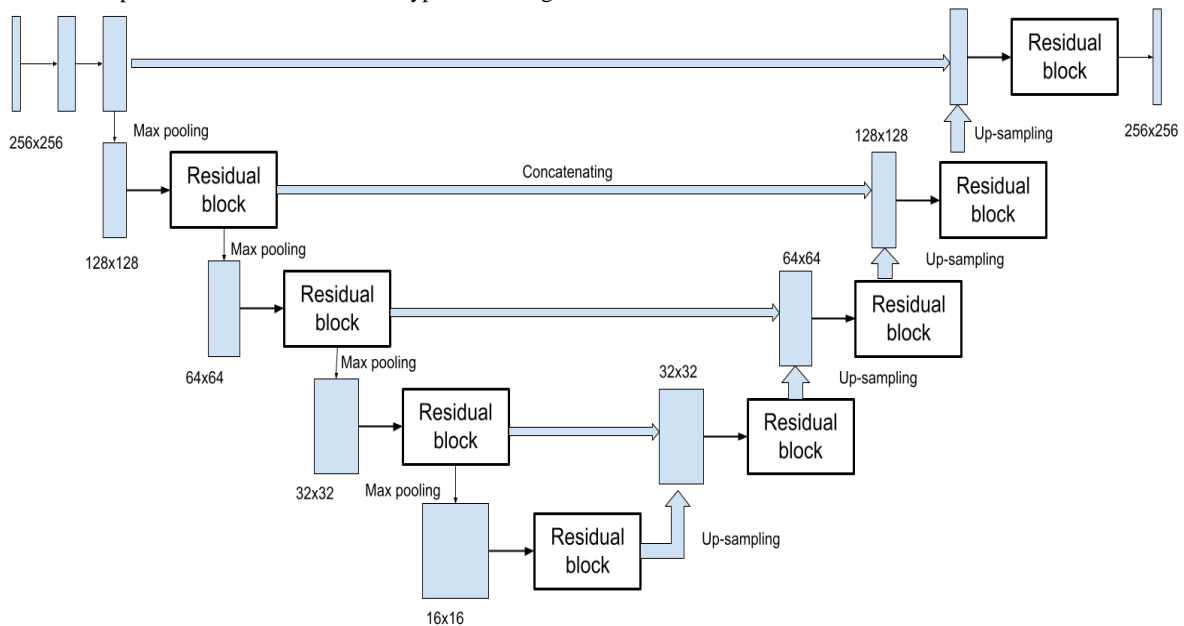 Residual
block
256x256
Max pooling
128x128
Up-sampling
256x256
Residual
block
Concatenating
Residual
block
128x128
Max pooling
64x64
Up-sampling
Residual
block
Residual
block
64x64
Max pooling
32x32
Up-sampling
Residual
block
Residual
block
32x32
Max pooling
Residual
block
Up-sampling
16x16